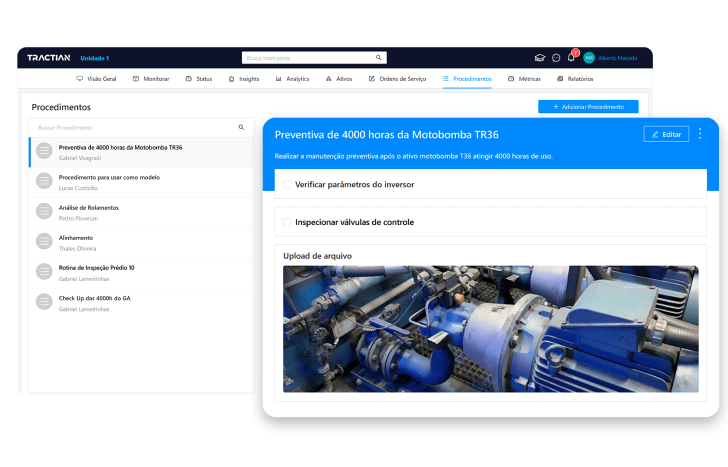 TRACTIAN
Unidade 1
Busca inteligente
7
AM
Alberto Macedo
Visão Geral
Monitorar
Status
Insights
Analytics
Ativos
Ordens de Serviço
Procedimentos
Métricas
Relatórios
Procedimentos
+ Adicionar Procedimento
Buscar Procedimento
Preventiva de 4000 horas da Motobomba TR36
Gabriel Veagnoli
Procedimento para usar como modelo
Lucas Custódio
Análise de Rolamentos
Pedro Piovesan
Alinhamento
Thales Oliveira
Rotina de Inspeção Prédio 10
Gabriel Lameirinhas
Check Up das 4000h do GA
Gabriel Lameirinhas
Preventiva de 4000 horas da Motobomba TR36
Editar
Realizar a manutenção preventiva após o ativo motobomba T36 atingir 4000 horas de uso.
Verificar parâmetros do inversor
Inspecionar válvulas de controle
Upload de arquivo